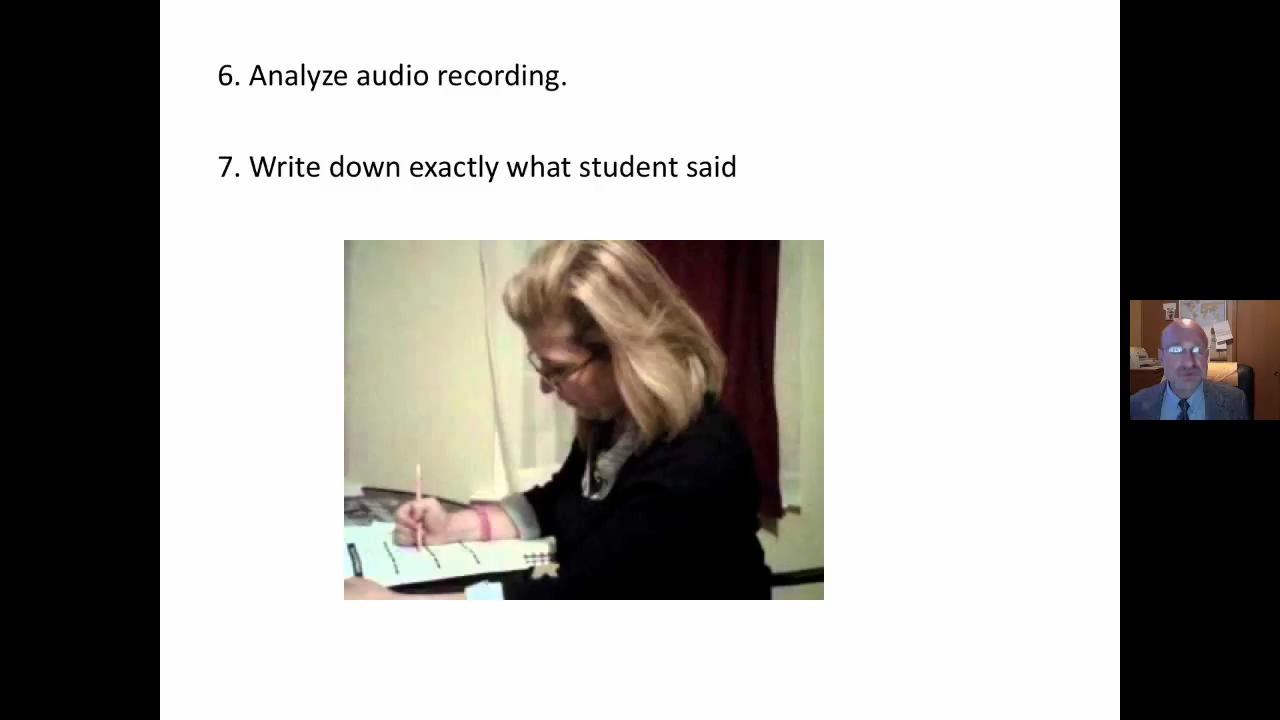 6. Analyze audio recording.
7. Write down exactly what student said